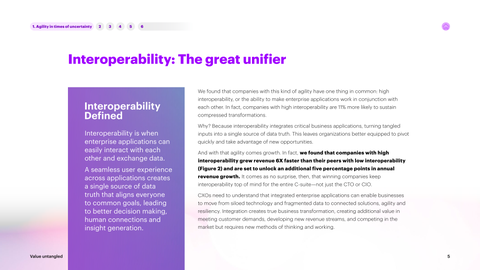 1. Agility in times of uncertainty 2 3 4 5 6
Interoperability: The great unifier
Interoperability
Defined
Interoperability is when
enterprise applications can
easily interact with each
other and exchange data.
A seamless user experience
across applications creates
a single source of data
truth that aligns everyone
to common goals, leading
to better decision making,
human connections and
insight generation.
We found that companies with this kind of agility have one thing in common: high
interoperability, or the ability to make enterprise applications work in conjunction with
each other. In fact, companies with high interoperability are 11% more likely to sustain
compressed transformations.
Why? Because interoperability integrates critical business applications, turning tangled
inputs into a single source of data truth. This leaves organizations better equipped to pivot
quickly and take advantage of new opportunities.
And with that agility comes growth. In fact, we found that companies with high
interoperability grew revenue 6X faster than their peers with low interoperability
(Figure 2) and are set to unlock an additional five percentage points in annual
revenue growth. It comes as no surprise, then, that winning companies keep
interoperability top of mind for the entire C-suite—not just the CTO or CIO.
CXOs need to understand that integrated enterprise applications can enable businesses
to move from siloed technology and fragmented data to connected solutions, agility and
resiliency. Integration creates true business transformation, creating additional value in
meeting customer demands, developing new revenue streams, and competing in the
market but requires new methods of thinking and working.
Value untangled
5